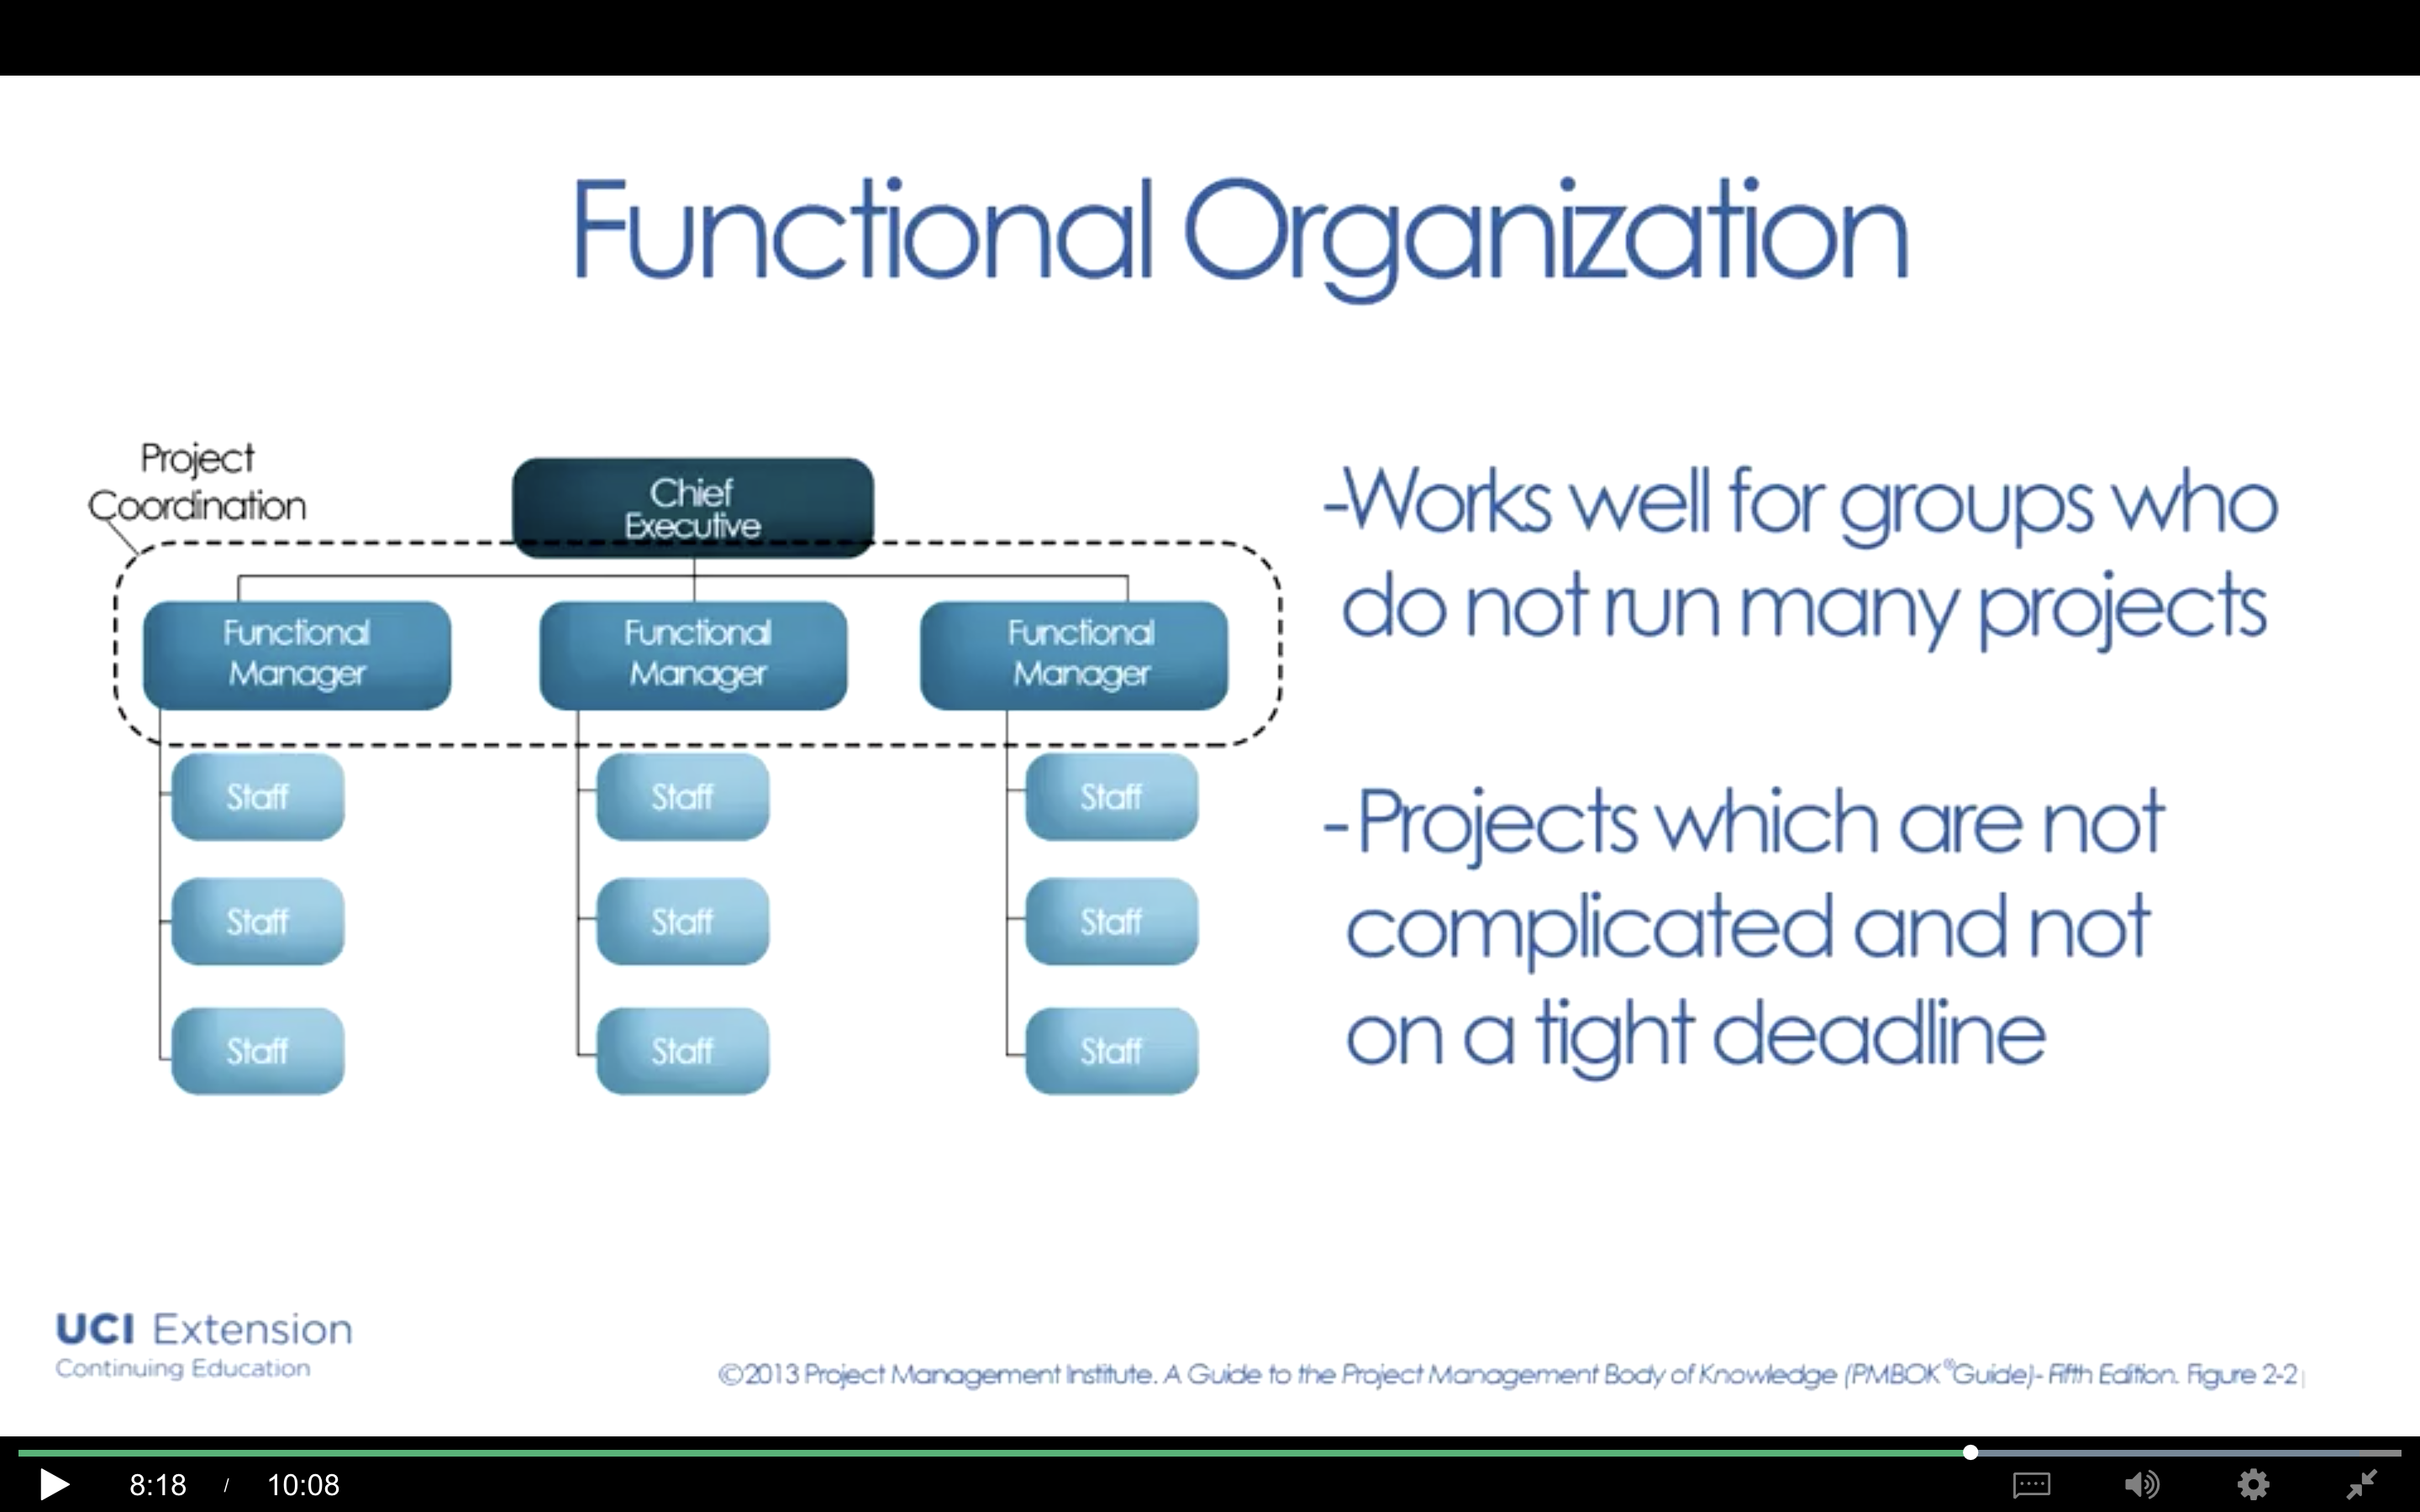 Functional Organization
Project
Coordination
Chief
Executive
Functional
Manager
Functional
Manager
Functional
Manager
Staff
Staff
Staff
Staff
Staff
Staff
Staff
Staff
Staff
-Works well for groups who
do not run many projects
-Projects which are not
complicated and not
on a tight deadline
UCI Extension
Continuing Education
©2013 Project Management Institute. A Guide to the Project Management Body of Knowledge (PMBOK®Guide)- Fifth Edition. Figure 2-2
8:18 / 10:08